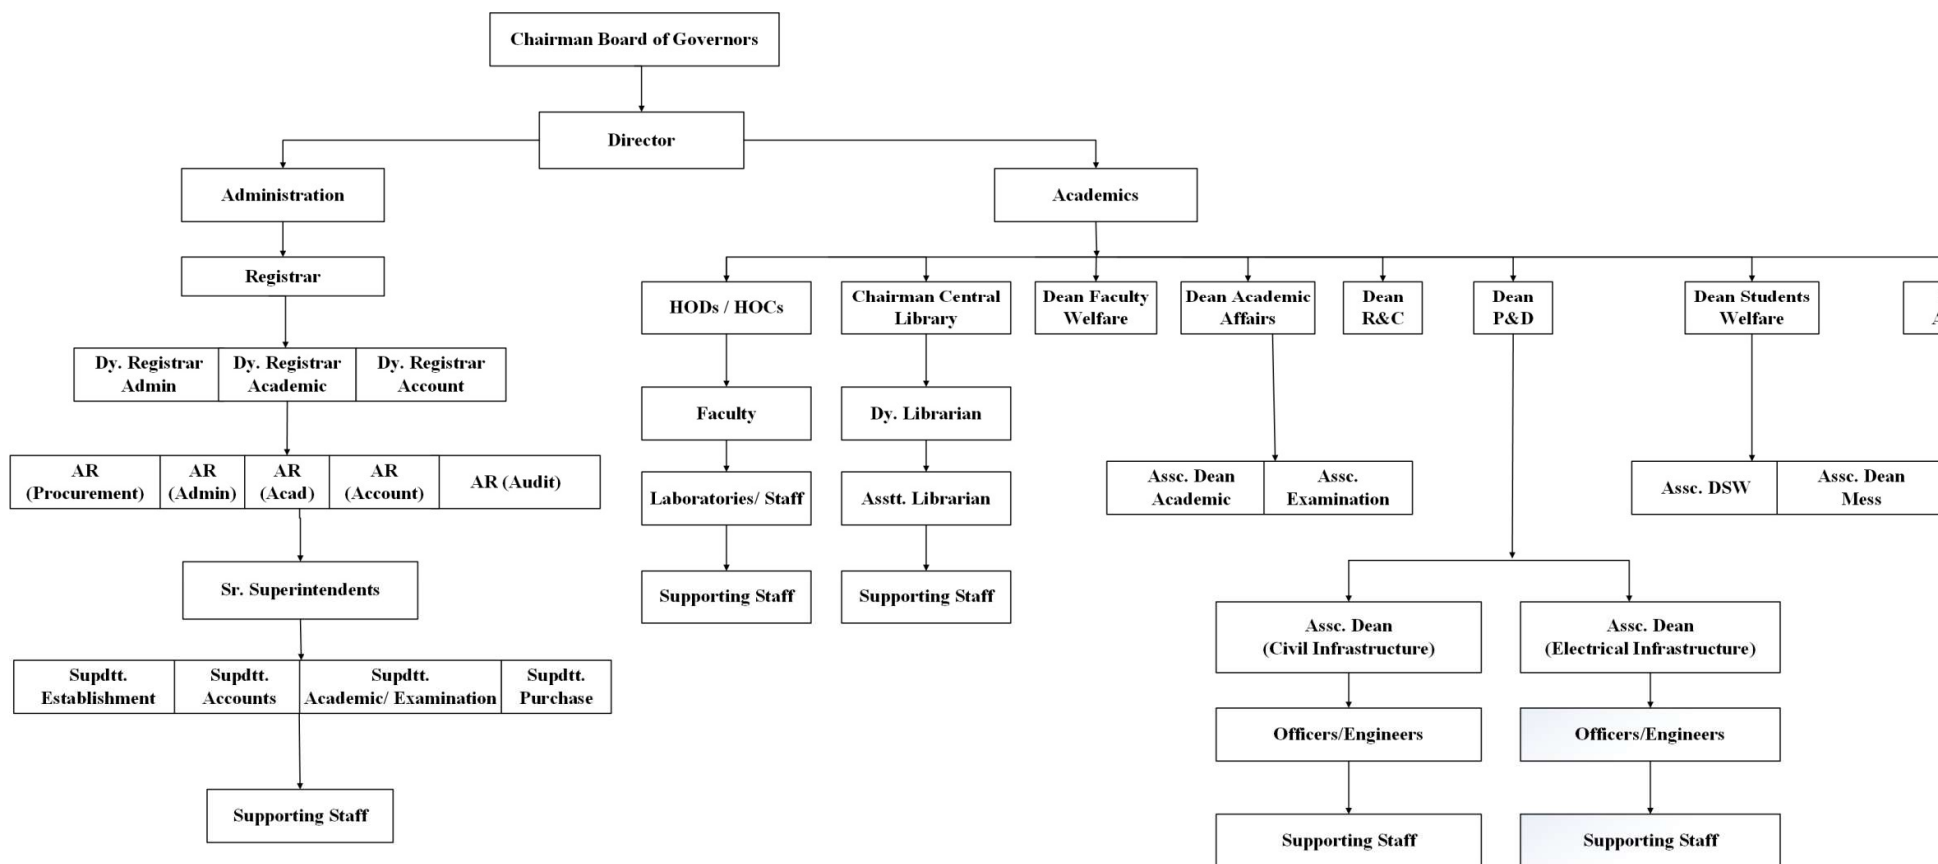 Chairman Board of Governors
Director
Administration
Academics
Registrar
HODs / HOCs
Chairman Central
Library
Dean Faculty
Welfare
Dean Academic
Affairs
Dean
R&C
Dean
P&D
Dean Students
Welfare
Dy. Registrar
Admin
Dy. Registrar
Academic
Dy. Registrar
Account
Faculty
Dy. Librarian
AR
(Procurement)
AR
(Admin)
AR
(Acad)
AR
(Account)
AR (Audit)
Laboratories/ Staff
Asstt. Librarian
Assc. Dean
Academic
Assc.
Examination
Assc. DSW
Assc. Dean
Mess
Sr. Superintendents
Supporting Staff
Supporting Staff
Assc. Dean
(Civil Infrastructure)
Assc. Dean
(Electrical Infrastructure)
Supdtt.
Establishment
Supdtt.
Accounts
Supdtt.
Academic/ Examination
Supdtt.
Purchase
Officers/Engineers
Officers/Engineers
Supporting Staff
Supporting Staff
Supporting Staff